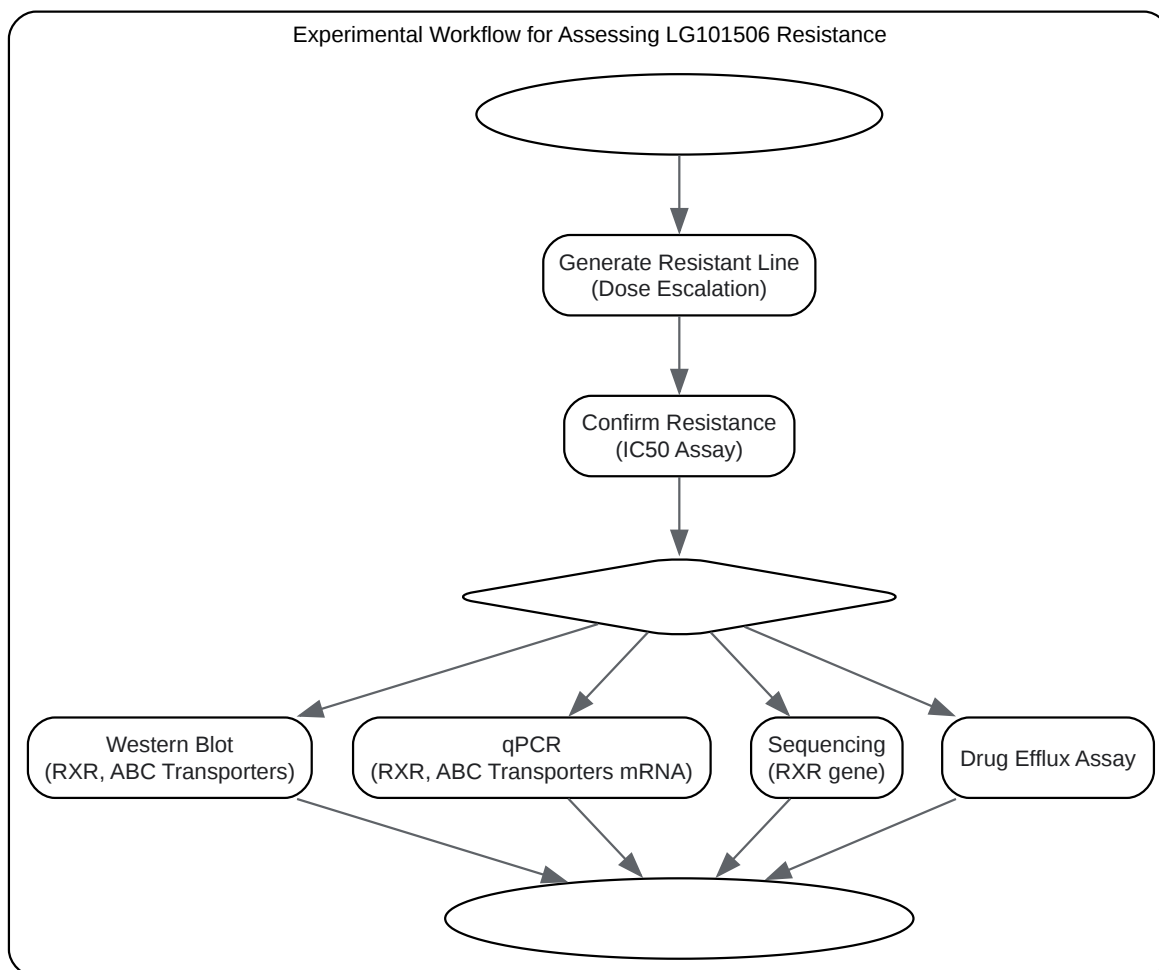 Experimental Workflow for Assessing LG101506 Resistance
Generate Resistant Line
(Dose Escalation)
Confirm Resistance
(IC50 Assay)
Western Blot
(RXR, ABC Transporters)
qPCR
(RXR, ABC Transporters mRNA)
Sequencing
(RXR gene)
Drug Efflux Assay